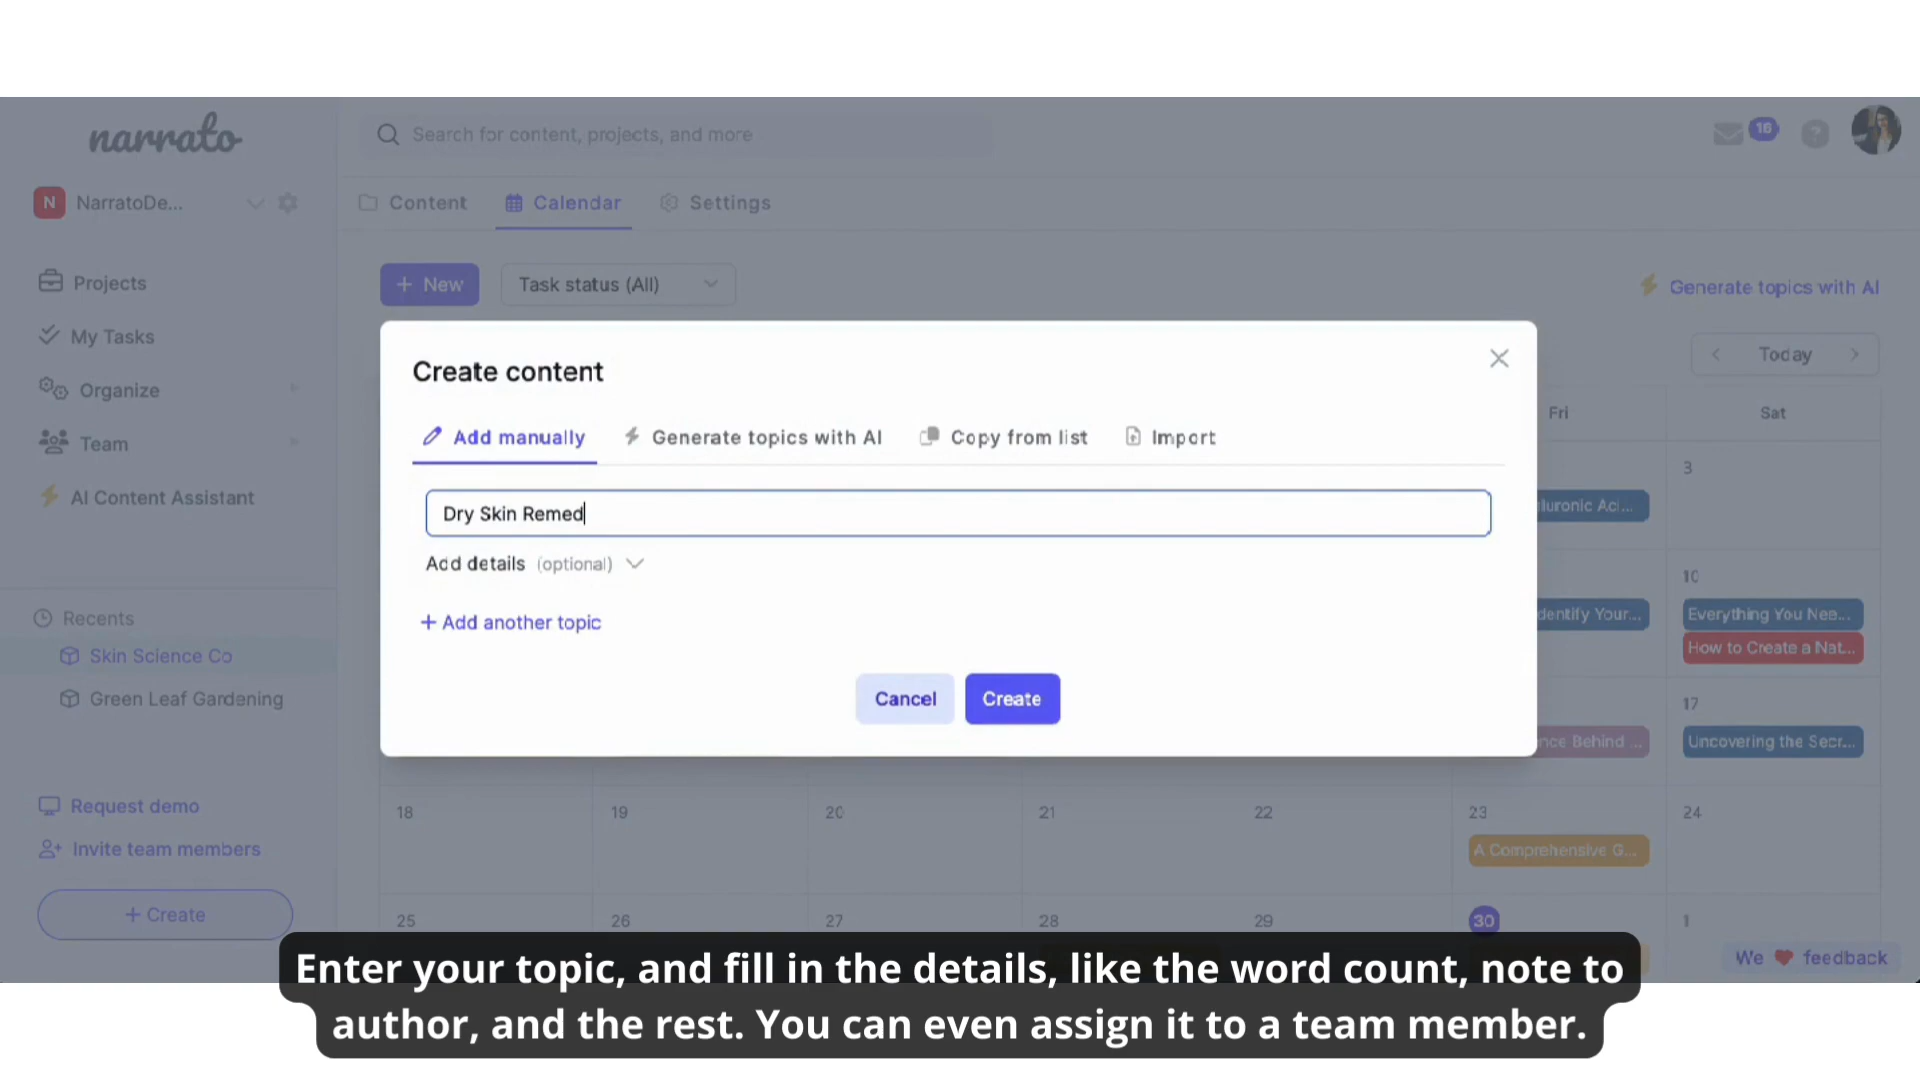 narrato
Search for content, projects, and more
16
?
N NarratoDe...
Content
Calendar
Settings
Projects
My Tasks
Organize
Team
AI Content Assistant
+ New
Task status (All)
Generate topics with AI
Today
Fri
Sat
Create content
Add manually
Generate topics with AI
Copy from list
Import
Dry Skin Remed
Add details (optional)
+ Add another topic
Cancel
Create
3
luronic Aci...
10
dentify Your...
Everything You Nee...
How to Create a Nat...
17
nce Behind ...
Uncovering the Secr...
Recents
Skin Science Co
Green Leaf Gardening
Request demo
Invite team members
+ Create
18
19
20
21
22
23
24
A Comprehensive G...
25
26
27
28
29
30
1
We ❤ feedback
Enter your topic, and fill in the details, like the word count, note to
author, and the rest. You can even assign it to a team member.